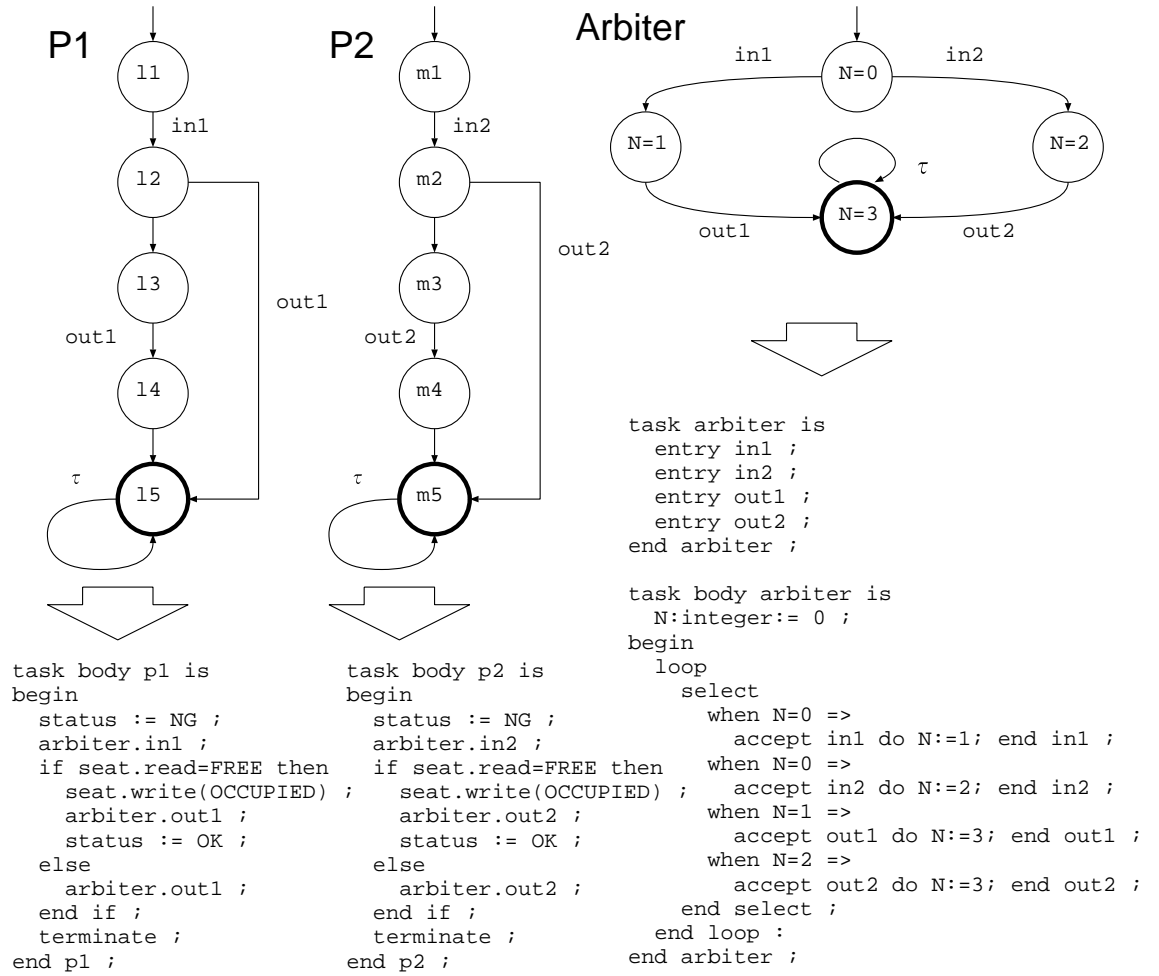 P1
l1
in1
l2
l3
out1
out1
l4
τ
l5
P2
m1
in2
m2
out2
m3
out2
m4
τ
m5
Arbiter
in1
N=0
in2
N=1
N=2
τ
N=3
out1
out2
task body p1 is
begin
status := NG ;
arbiter.in1 ;
if seat.read=FREE then
seat.write(OCCUPIED) ;
arbiter.out1 ;
status := OK ;
else
arbiter.out1 ;
end if ;
terminate ;
end p1 ;
task body p2 is
begin
status := NG ;
arbiter.in2 ;
if seat.read=FREE then
seat.write(OCCUPIED) ;
arbiter.out2 ;
status := OK ;
else
arbiter.out2 ;
end if ;
terminate ;
end p2 ;
task arbiter is
entry in1 ;
entry in2 ;
entry out1 ;
entry out2 ;
end arbiter ;
task body arbiter is
N:integer:= 0 ;
begin
loop
select
when N=0 =>
accept in1 do N:=1; end in1 ;
when N=0 =>
accept in2 do N:=2; end in2 ;
when N=1 =>
accept out1 do N:=3; end out1 ;
when N=2 =>
accept out2 do N:=3; end out2 ;
end select ;
end loop :
end arbiter ;